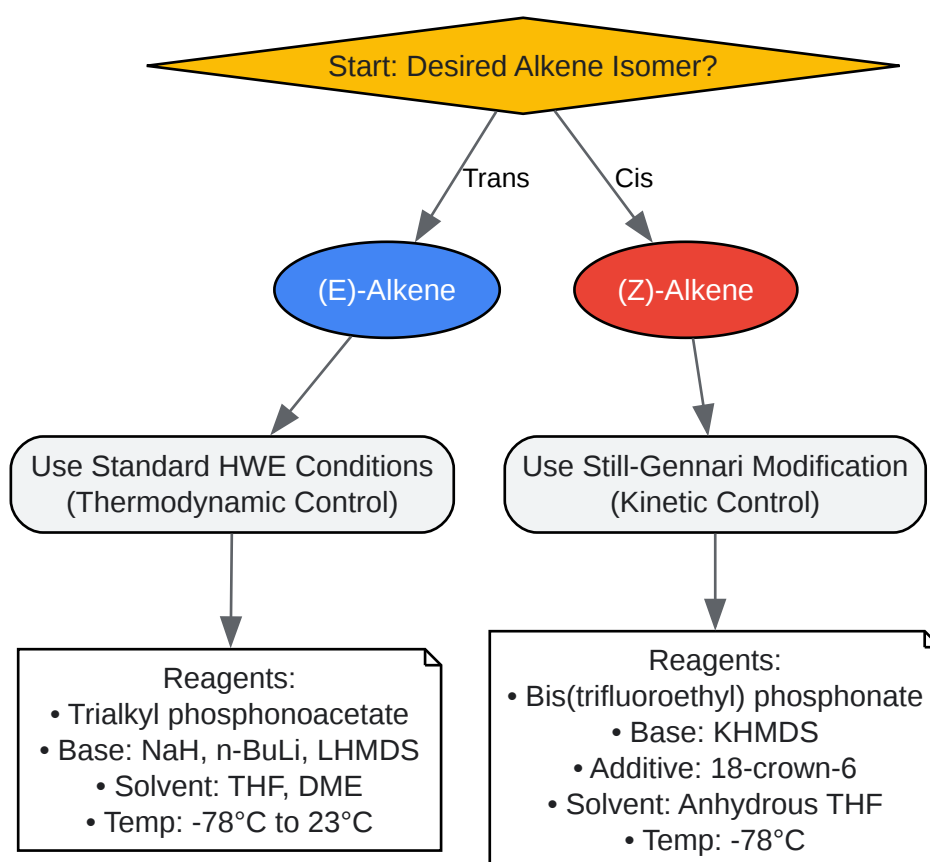 Start: Desired Alkene Isomer?
Trans
Cis
(E)-Alkene
(Z)-Alkene
Use Standard HWE Conditions
(Thermodynamic Control)
Use Still-Gennari Modification
(Kinetic Control)
Reagents:
• Trialkyl phosphonoacetate
• Base: NaH, n-BuLi, LHMDS
• Solvent: THF, DME
• Temp: -78°C to 23°C
Reagents:
• Bis(trifluoroethyl) phosphonate
• Base: KHMDS
• Additive: 18-crown-6
• Solvent: Anhydrous THF
• Temp: -78°C